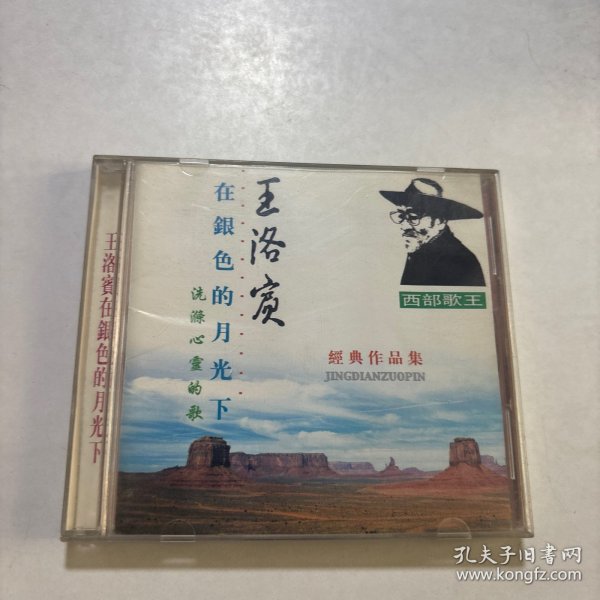 王洛賓在銀色的月光下
王洛賓
在銀色的月光下
洗滌心靈的歌
西部歌王
經典作品集
JINGDIANZUOPIN
孔夫子旧书网
www.kongfz.com